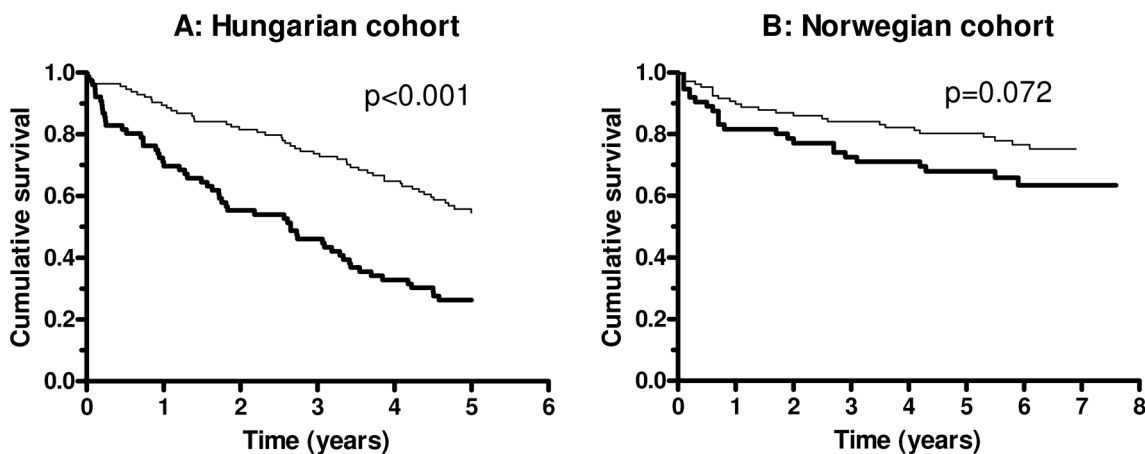 A: Hungarian cohort
p<0.001
Cumulative survival
1.0
0.8
0.6
0.4
0.2
0.0
0 1 2 3 4 5 6
Time (years)
B: Norwegian cohort
p=0.072
Cumulative survival
1.0
0.8
0.6
0.4
0.2
0.0
0 1 2 3 4 5 6 7 8
Time (years)